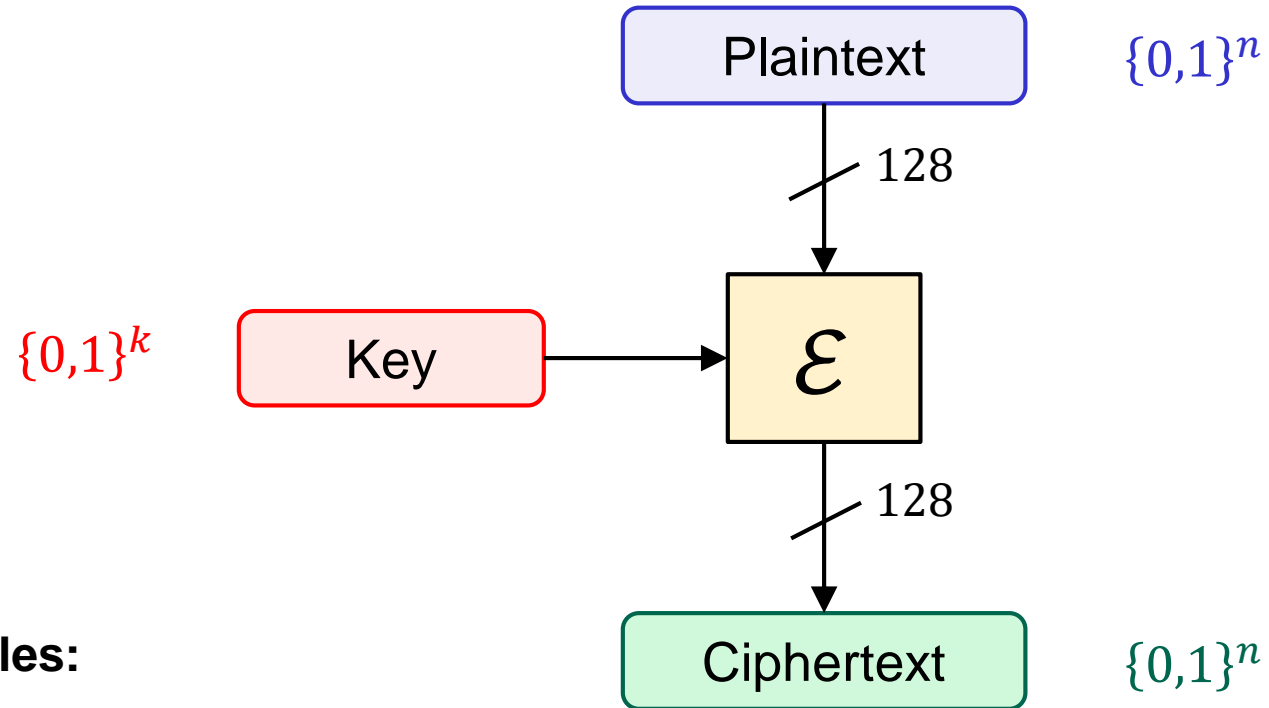 Plaintext {0,1}^n
128
{0,1}^k Key ℰ
128
les:
Ciphertext {0,1}^n